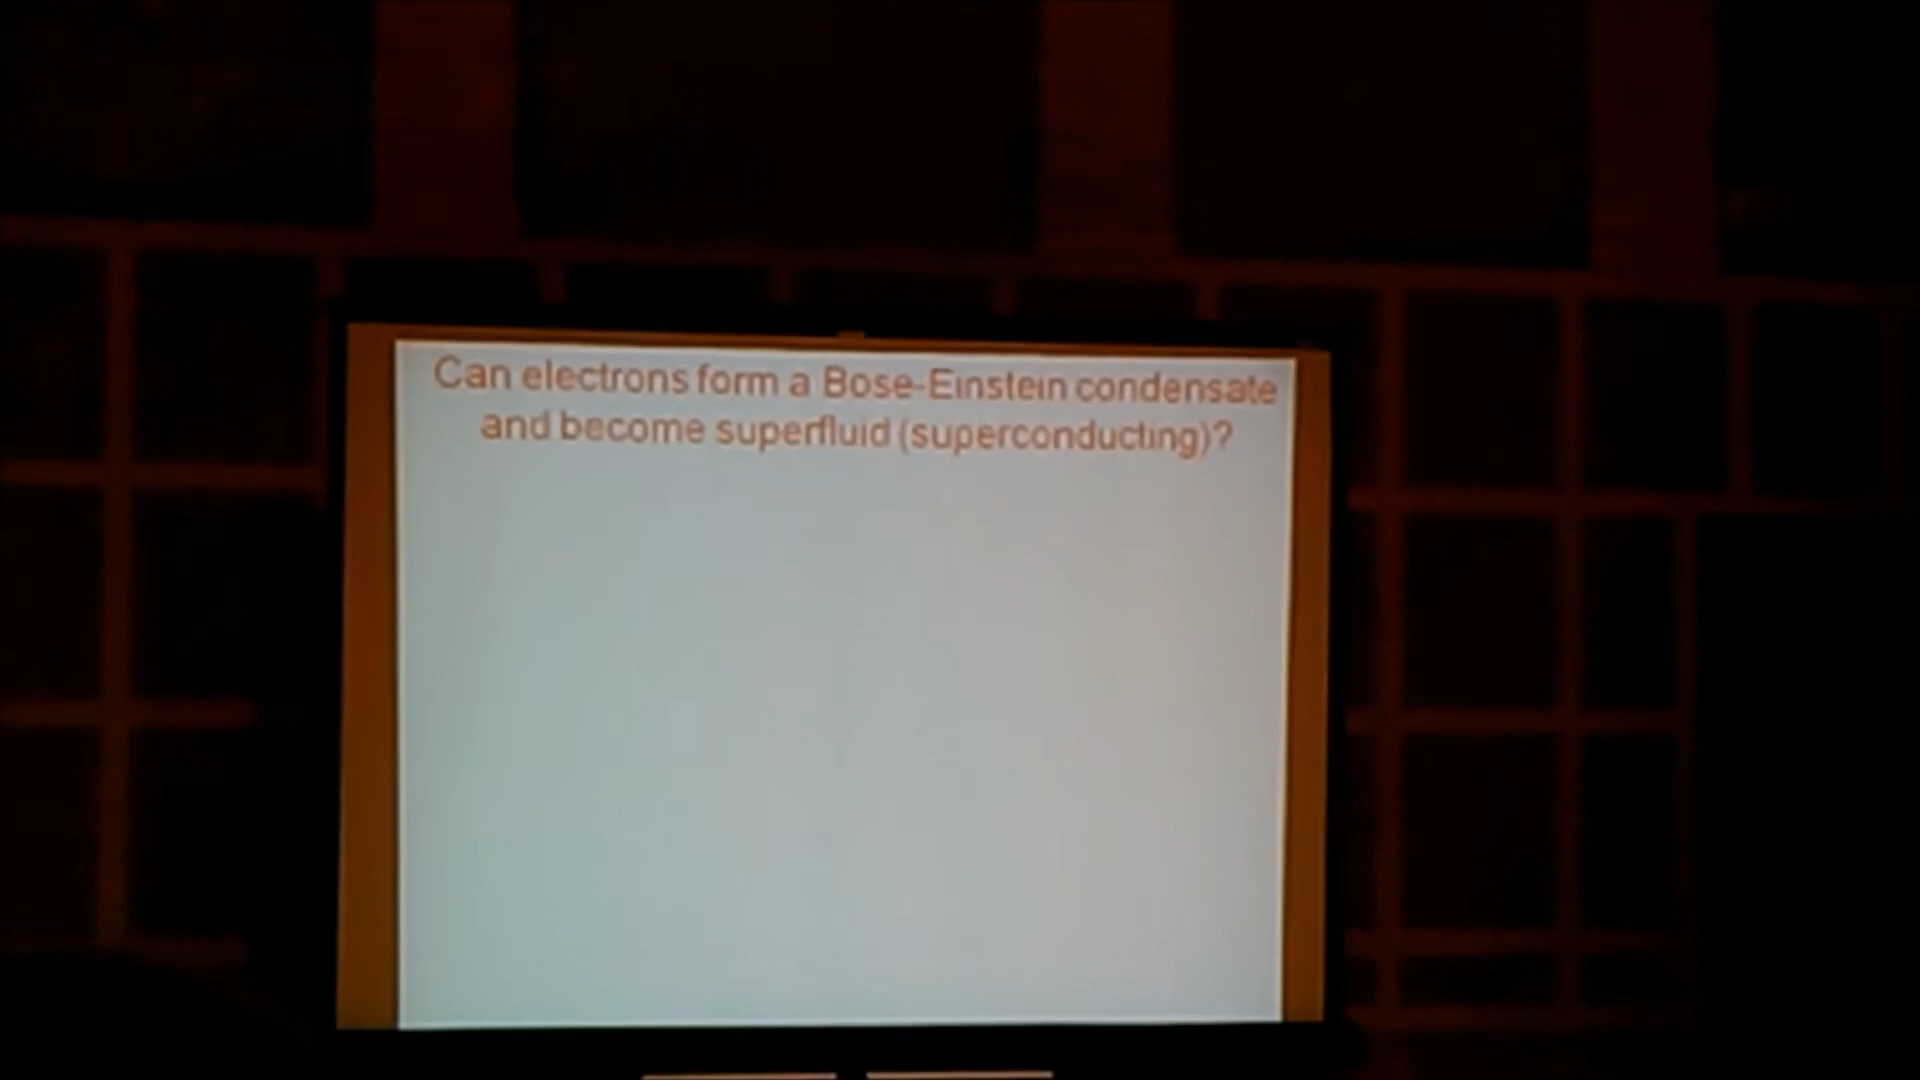 Can electrons form a Bose-Einstein condensate
and become superfluid (superconducting)?